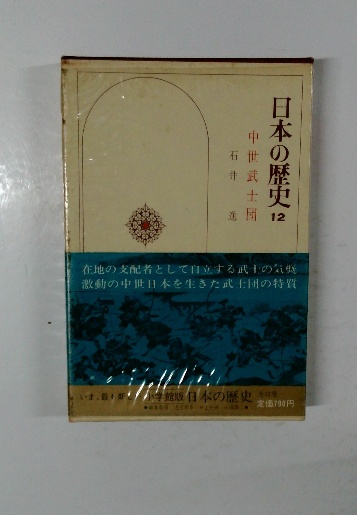 日本の歴史 12
中世武士団
石井進
在地の支配者として自立する武士の気概
激動の中世日本を生きた武士団の特質
小学館版 日本の歴史
定価790円